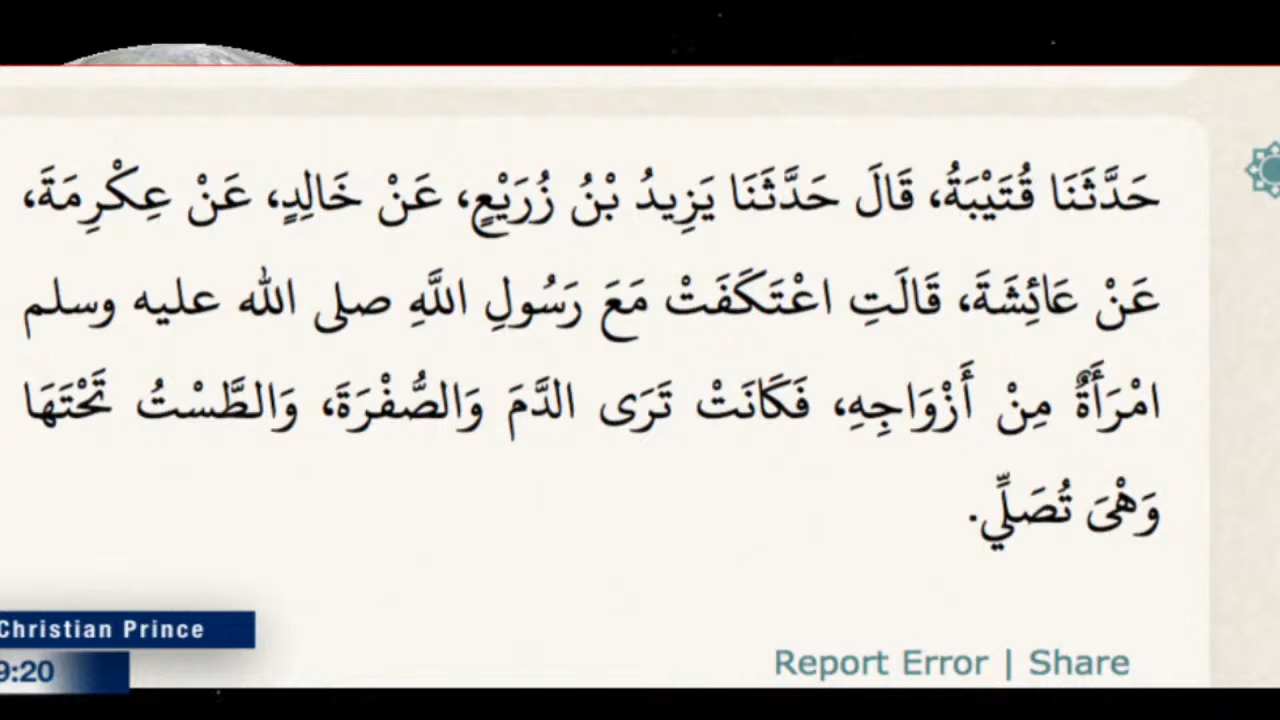 حَدَّثَنَا قُتَيْبَةُ، قَالَ حَدَّثَنَا يَزِيدُ بْنُ زُرَيْعٍ، عَنْ خَالِدٍ، عَنْ عِكْرِمَةَ،
عَنْ عَائِشَةَ، قَالَتِ اعْتَكَفَتْ مَعَ رَسُولِ اللَّهِ صلى الله عليه وسلم
امْرَأَةٌ مِنْ أَزْوَاجِهِ، فَكَانَتْ تَرَى الدَّمَ وَالصُّفْرَةَ، وَالطَّسْتُ تَحْتَهَا
وَهْىَ تُصَلِّي.
Christian Prince
9:20
Report Error | Share